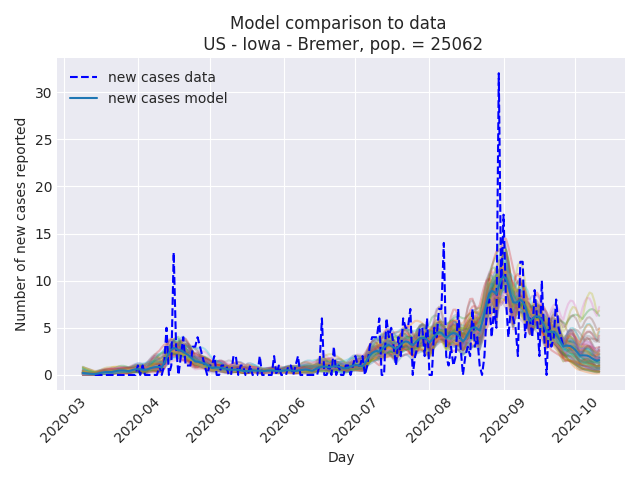 Model comparison to data
US - Iowa - Bremer, pop. = 25062
new cases data
new cases model
Number of new cases reported
30
25
20
15
10
5
0
2020-03
2020-04
2020-05
2020-06
2020-07
2020-08
2020-09
2020-10
Day